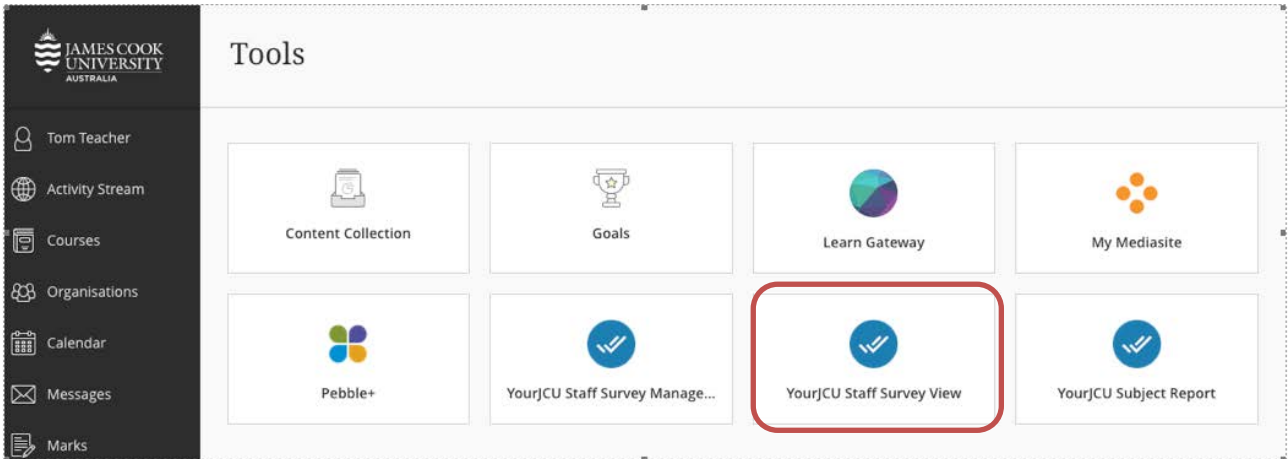 JAMES COOK
UNIVERSITY
AUSTRALIA
Tom Teacher
Activity Stream
Courses
Organisations
Calendar
Messages
Marks
Tools
Content Collection
Goals
Learn Gateway
My Mediasite
Pebble+
YourJCU Staff Survey Manage...
YourJCU Staff Survey View
YourJCU Subject Report